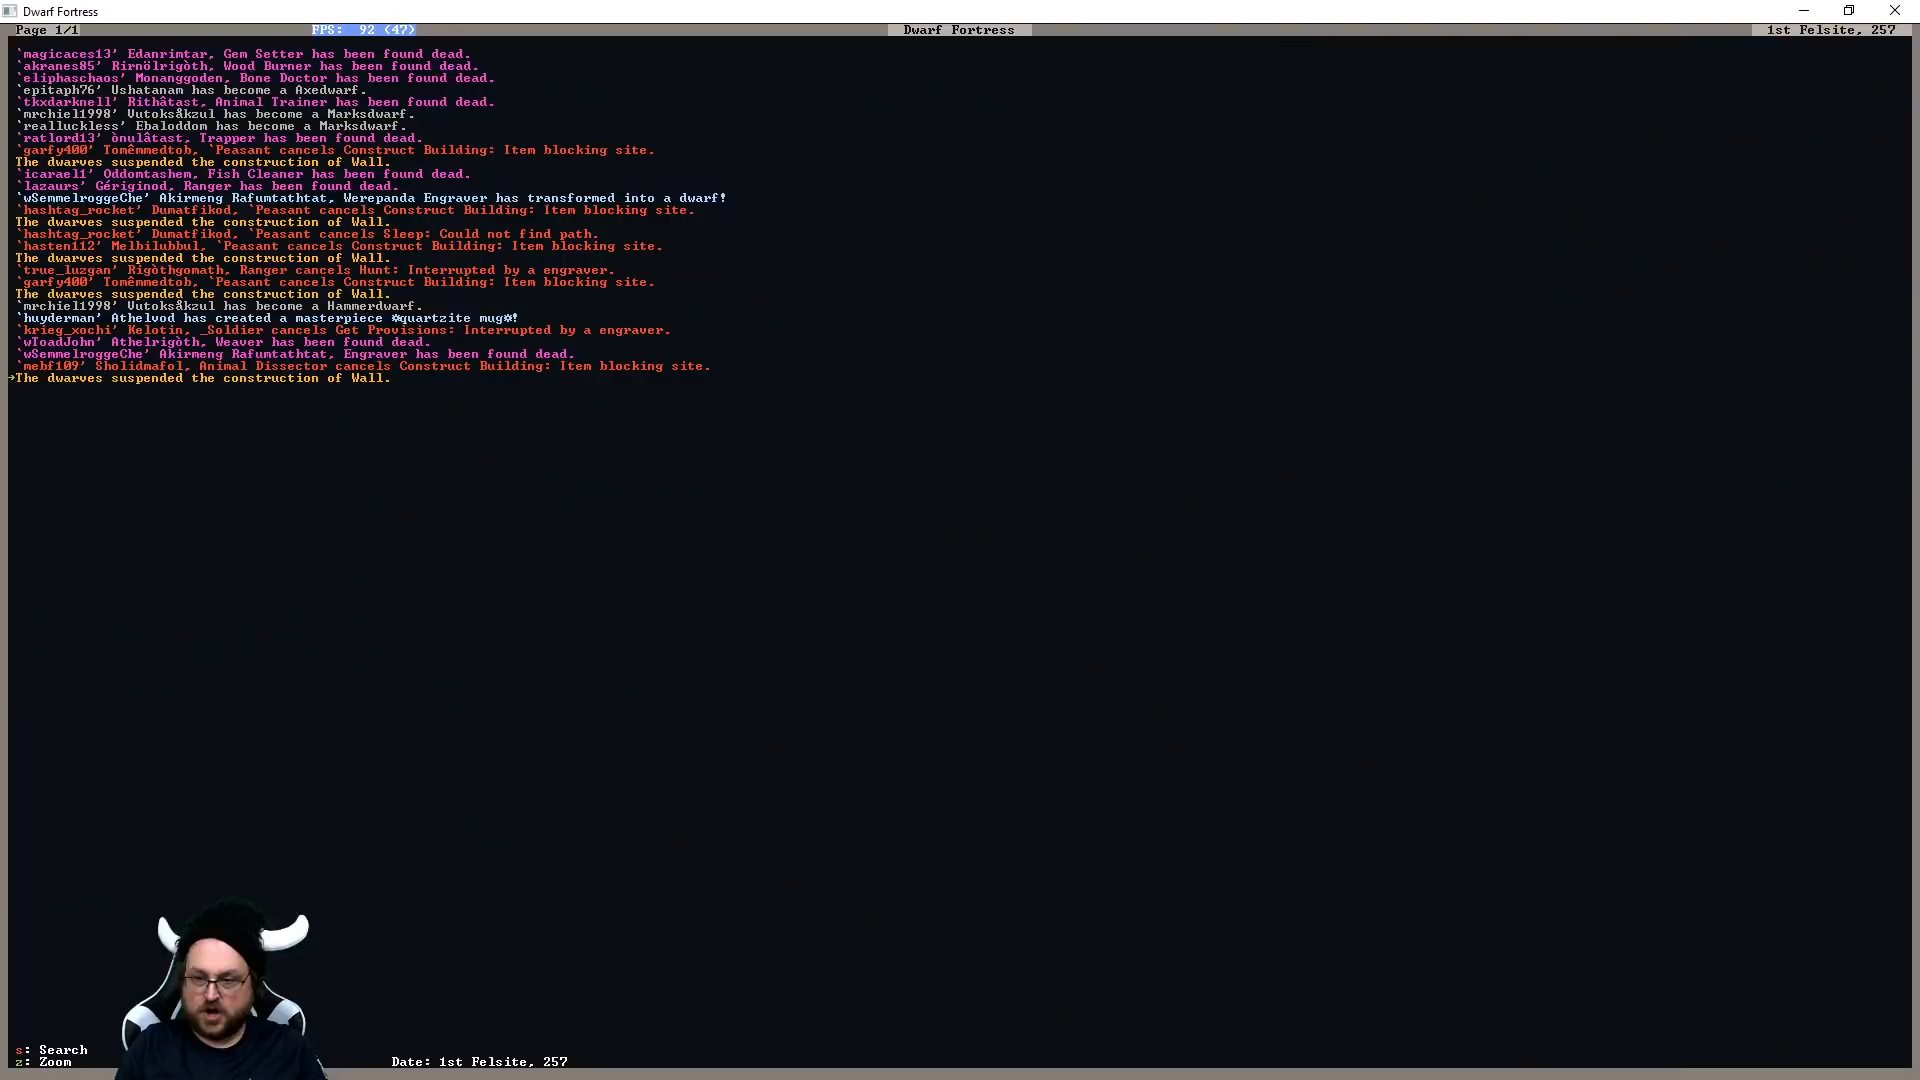 Dwarf Fortress
Page 1/1 FPS: 92 (47) Dwarf Fortress 1st Felsite, 257
`magicaces13' Edanrimtar, Gem Setter has been found dead.
`akranes85' Rirnölrigòth, Wood Burner has been found dead.
`eliphaschaos' Monanggoden, Bone Doctor has been found dead.
`epitaph76' Ushatanam has become a Axedwarf.
`tkxdarknell' Rithâtast, Animal Trainer has been found dead.
`mrchiel1998' Vutoksåkzul has become a Marksdwarf.
`realluckless' Ebaloddom has become a Marksdwarf.
`ratlord13' ònulâtast, Trapper has been found dead.
`garfy400' Tomêmmedtob, `Peasant cancels Construct Building: Item blocking site.
The dwarves suspended the construction of Wall.
`icarael1' Oddomtashem, Fish Cleaner has been found dead.
`lazaurs' Gériginod, Ranger has been found dead.
`wSemmelroggeChe' Akirmeng Rafumtathtat, Werepanda Engraver has transformed into a dwarf!
`hashtag_rocket' Dumatfikod, `Peasant cancels Construct Building: Item blocking site.
The dwarves suspended the construction of Wall.
`hashtag_rocket' Dumatfikod, `Peasant cancels Sleep: Could not find path.
`hasten112' Melbilubbul, `Peasant cancels Construct Building: Item blocking site.
The dwarves suspended the construction of Wall.
`true_luzgan' Rigòthgomath, Ranger cancels Hunt: Interrupted by a engraver.
`garfy400' Tomêmmedtob, `Peasant cancels Construct Building: Item blocking site.
The dwarves suspended the construction of Wall.
`mrchiel1998' Vutoksåkzul has become a Hammerdwarf.
`huyderman' Athelvod has created a masterpiece ☼quartzite mug☼!
`krieg_xochi' Kelotin, _Soldier cancels Get Provisions: Interrupted by a engraver.
`wToadJohn' Athelrigòth, Weaver has been found dead.
`wSemmelroggeChe' Akirmeng Rafumtathtat, Engraver has been found dead.
`mebf109' Sholidmafol, Animal Dissector cancels Construct Building: Item blocking site.
→The dwarves suspended the construction of Wall.
s: Search
z: Zoom Date: 1st Felsite, 257